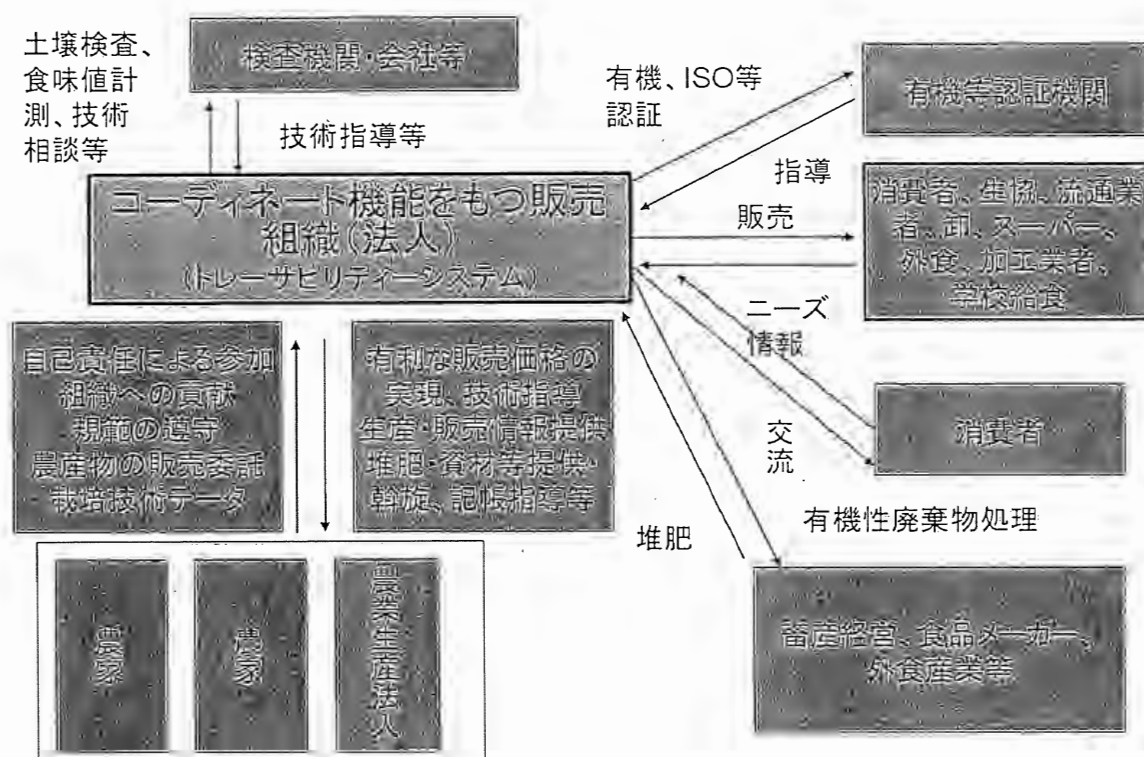 土壌検査、
食味値計
測、技術
相談等
検査機関・会社等
技術指導等
有機、ISO等
認証
有機等認証機関
指導
コーディネート機能をもつ販売
組織(法人)
(トレーサビリティーシステム)
販売
消費者、生協、流通業
者、卸、スーパー、
外食、加工業者、
学校給食
ニーズ
情報
自己責任による参加
組織への貢献
規範の遵守
農産物の販売委託
栽培技術データ
有利な販売価格の
実現、技術指導
生産・販売情報提供
堆肥・資材等提供・
斡旋、記帳指導等
消費者
交流
堆肥
有機性廃棄物処理
農家
農家
農業生産法人
畜産経営、食品メーカー、
外食産業等